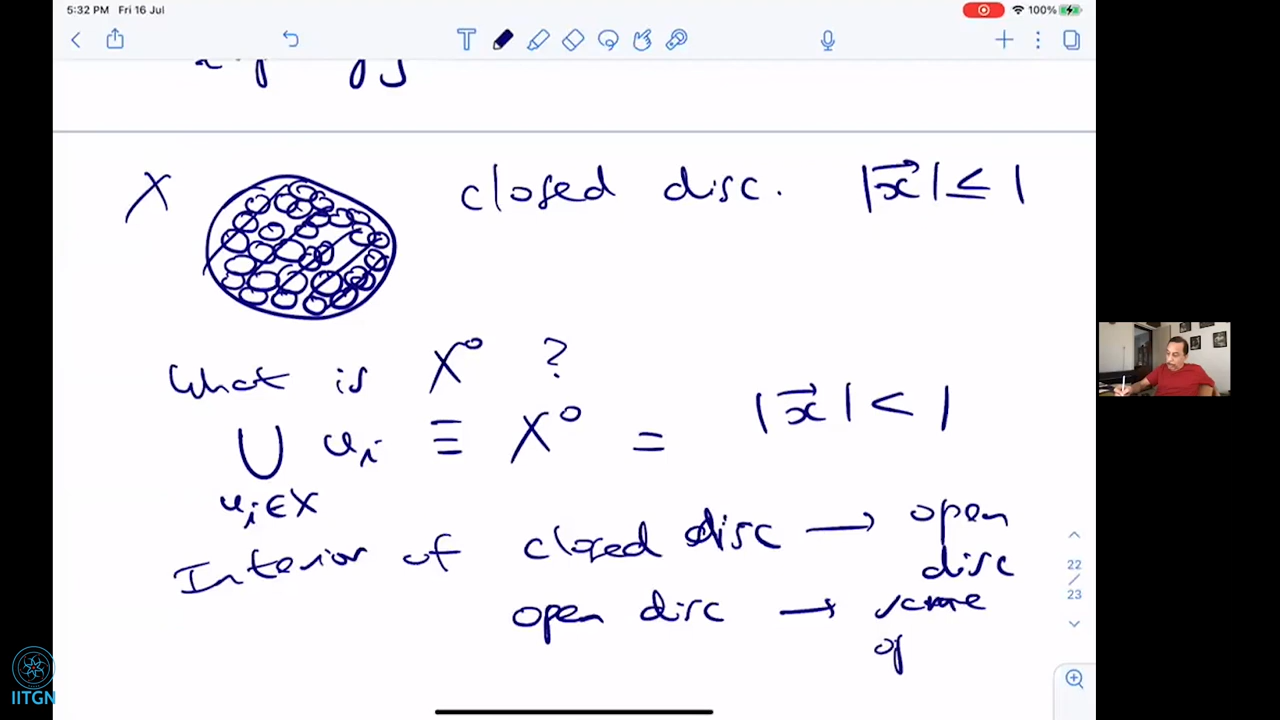 5:32 PM Fri 16 Jul
100%
T
X closed disc. |x⃗| ≤ 1
What is X° ?
⋃ uᵢ ≡ X° = |x⃗| < 1
uᵢ ∈ X
Interior of closed disc → open
disc
open disc → same
op
22
23
IITGN